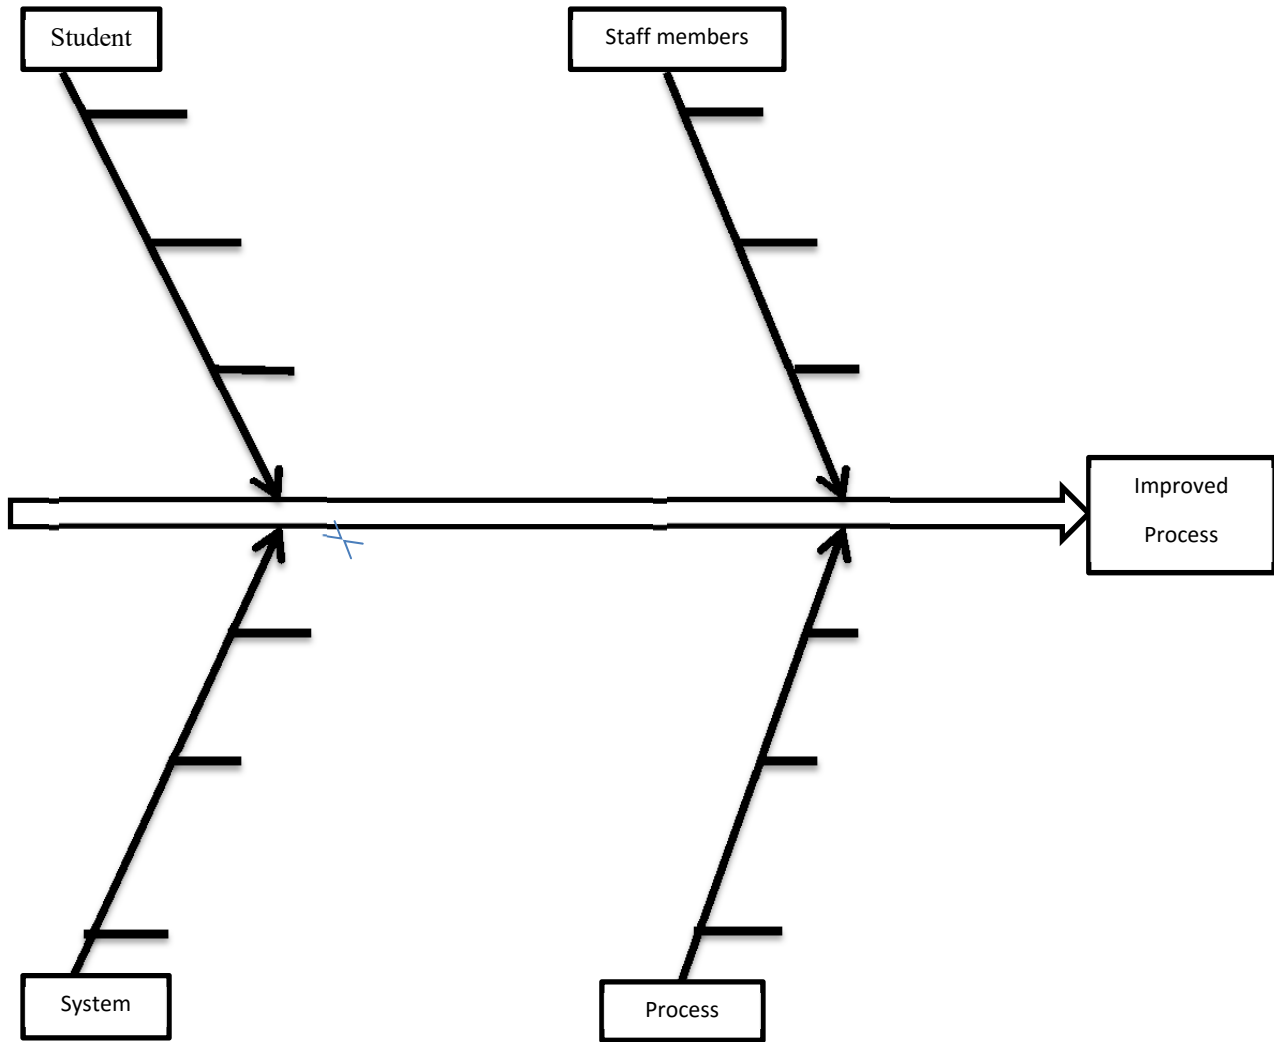 Student
Staff members
Improved
Process
System
Process